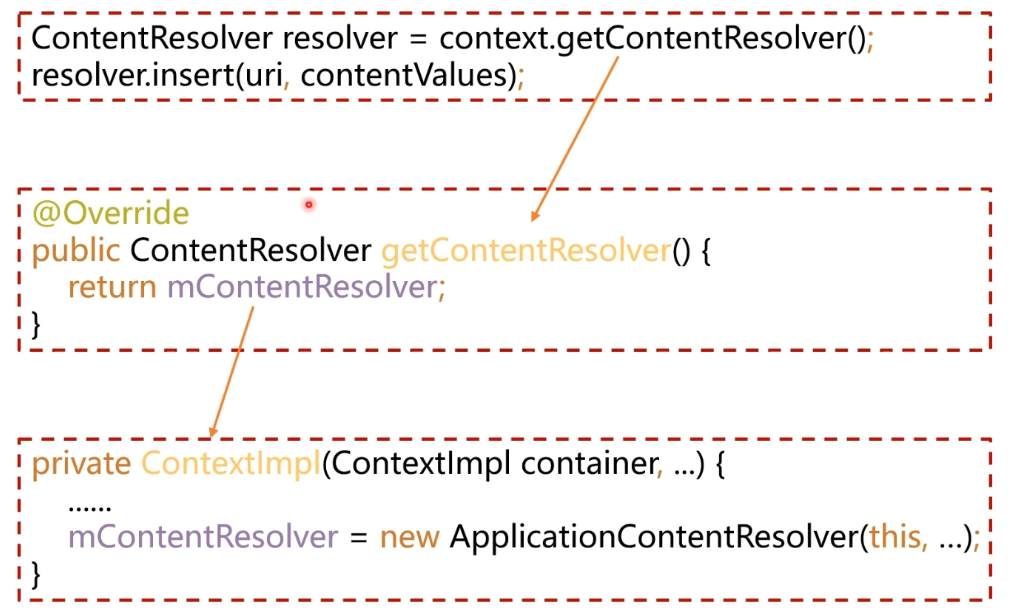 ContentResolver resolver = context.getContentResolver();
resolver.insert(uri, contentValues);
@Override
public ContentResolver getContentResolver() {
return mContentResolver;
}
private ContextImpl(ContextImpl container, ...) {
......
mContentResolver = new ApplicationContentResolver(this, ...);
}